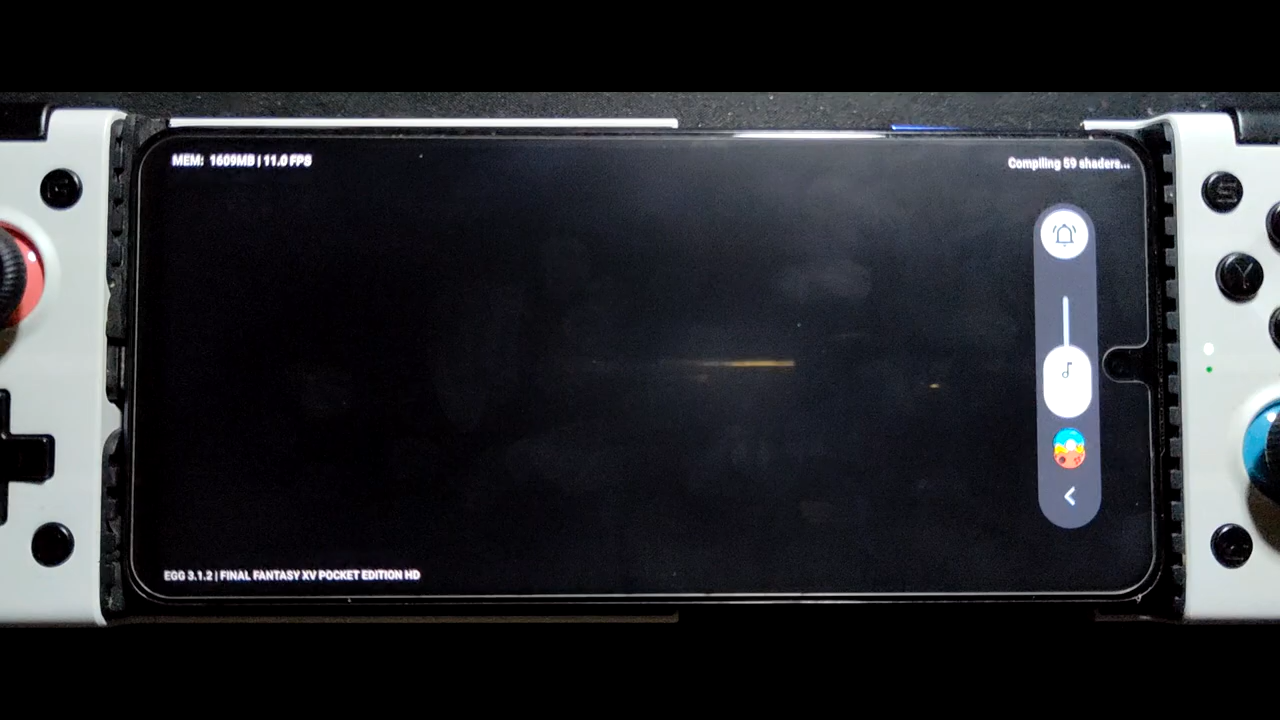 MEM: 1609MB | 11.0 FPS
Compiling 59 shaders...
Y
EGG 3.1.2 | FINAL FANTASY XV POCKET EDITION HD